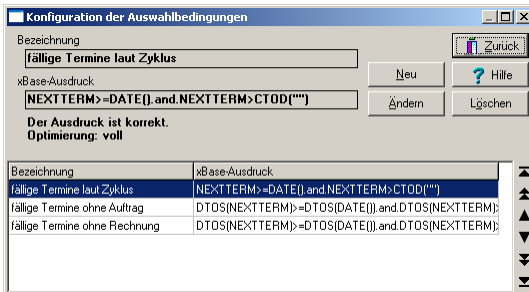 Konfiguration der Auswahlbedingungen
Bezeichnung
fällige Termine laut Zyklus
Zurück
xBase-Ausdruck
Neu
Hilfe
NEXTTERM>=DATE().and.NEXTTERM>CTOD("")
Ändern
Löschen
Der Ausdruck ist korrekt.
Optimierung: voll
Bezeichnung xBase-Ausdruck
fällige Termine laut Zyklus NEXTTERM>=DATE().and.NEXTTERM>CTOD("")
fällige Termine ohne Auftrag DTOS(NEXTTERM)>=DTOS(DATE()).and.DTOS(NEXTTERM)>
fällige Termine ohne Rechnung DTOS(NEXTTERM)>=DTOS(DATE()).and.DTOS(NEXTTERM)>